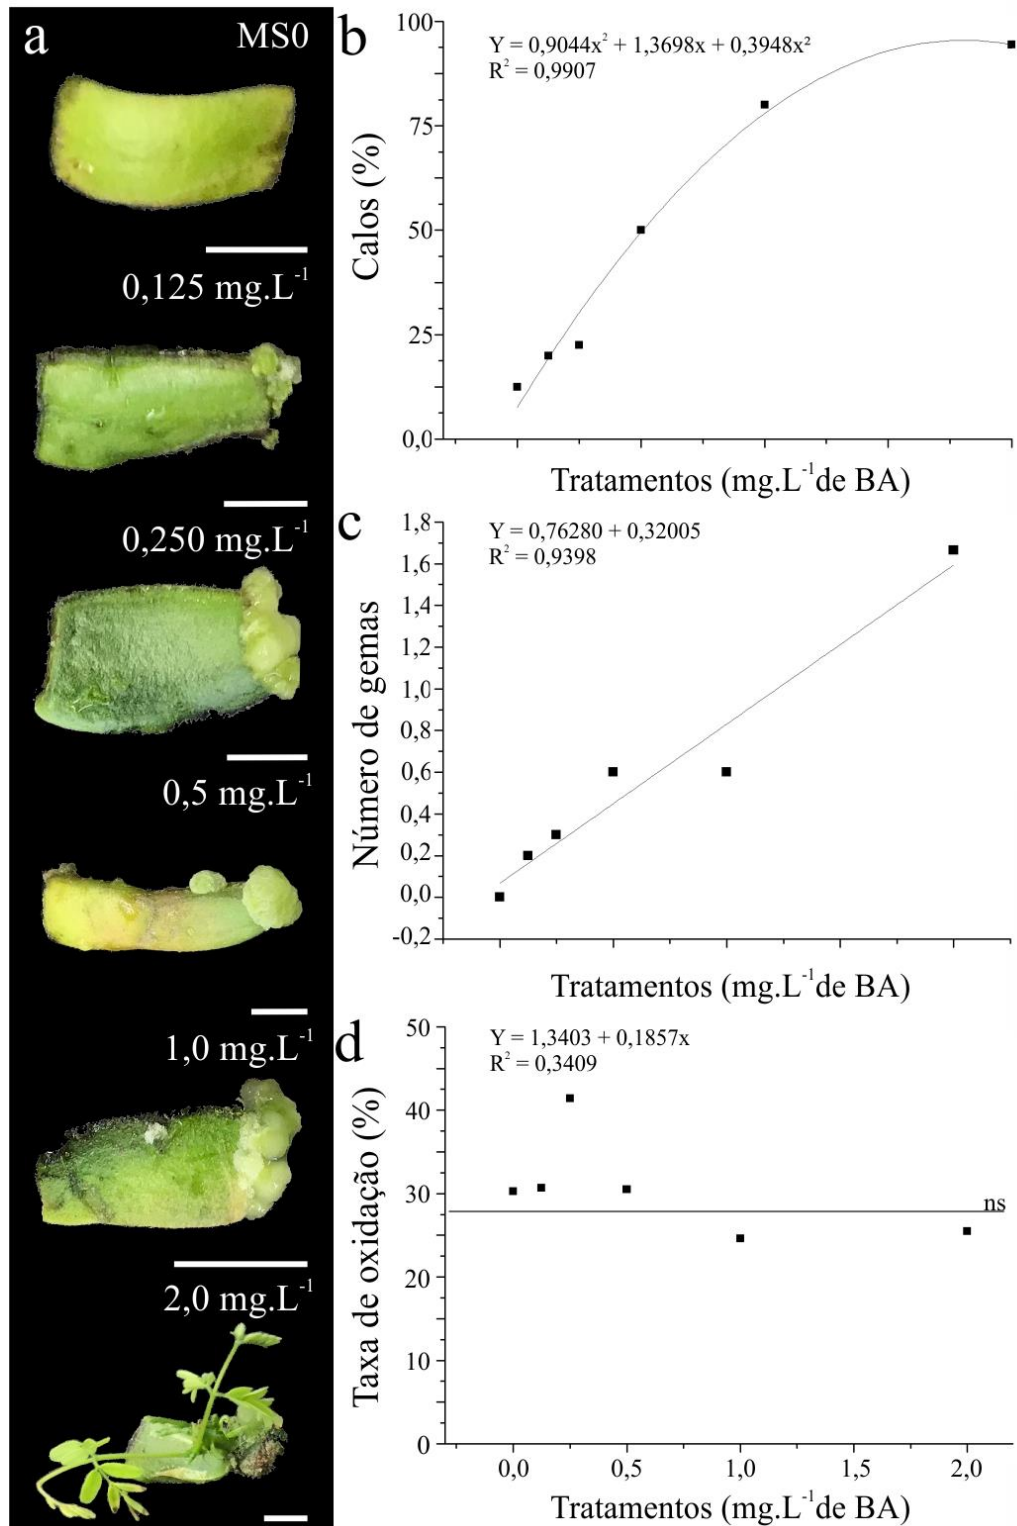 a
MS0
0,125 mg.L⁻¹
0,250 mg.L⁻¹
0,5 mg.L⁻¹
1,0 mg.L⁻¹
2,0 mg.L⁻¹
b
Y = 0,9044x² + 1,3698x + 0,3948x²
R² = 0,9907
Calos (%)
100
75
50
25
0,0
Tratamentos (mg.L⁻¹de BA)
c
Y = 0,76280 + 0,32005
R² = 0,9398
Número de gemas
1,8
1,6
1,4
1,2
1,0
0,8
0,6
0,4
0,2
0,0
-0,2
Tratamentos (mg.L⁻¹de BA)
d
Y = 1,3403 + 0,1857x
R² = 0,3409
Taxa de oxidação (%)
50
40
30
20
10
0
ns
0,0 0,5 1,0 1,5 2,0
Tratamentos (mg.L⁻¹de BA)